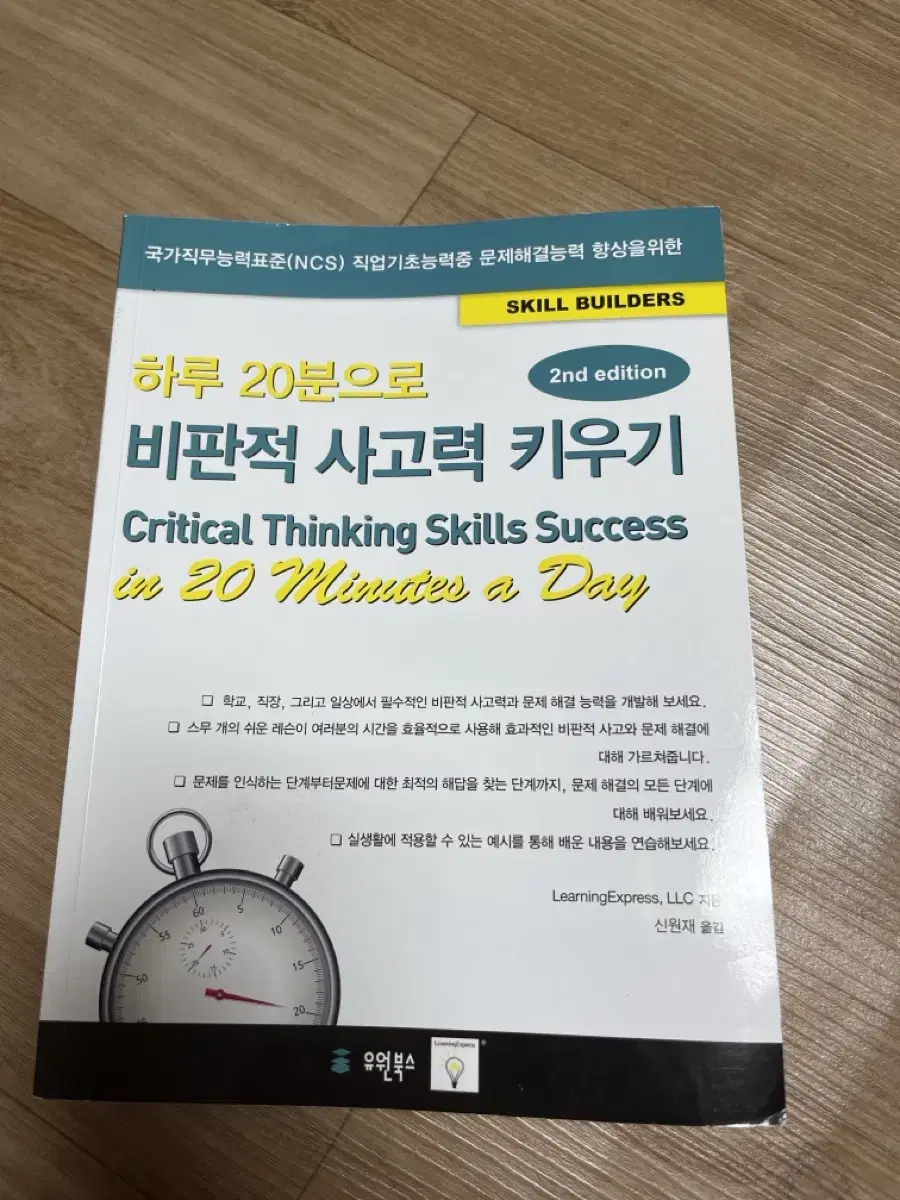 국가직무능력표준(NCS) 직업기초능력중 문제해결능력 향상을위한
SKILL BUILDERS
2nd edition
하루 20분으로
비판적 사고력 키우기
Critical Thinking Skills Success
in 20 Minutes a Day
❏ 학교, 직장, 그리고 일상에서 필수적인 비판적 사고력과 문제 해결 능력을 개발해 보세요.
❏ 스무 개의 쉬운 레슨이 여러분의 시간을 효율적으로 사용해 효과적인 비판적 사고와 문제 해결에
대해 가르쳐줍니다.
❏ 문제를 인식하는 단계부터문제에 대한 최적의 해답을 찾는 단계까지, 문제 해결의 모든 단계에
대해 배워보세요.
❏ 실생활에 적용할 수 있는 예시를 통해 배운 내용을 연습해보세요.
LearningExpress, LLC
신원재 옮김
60
5
55
10
50
15
20
유원북스
LearningExpress